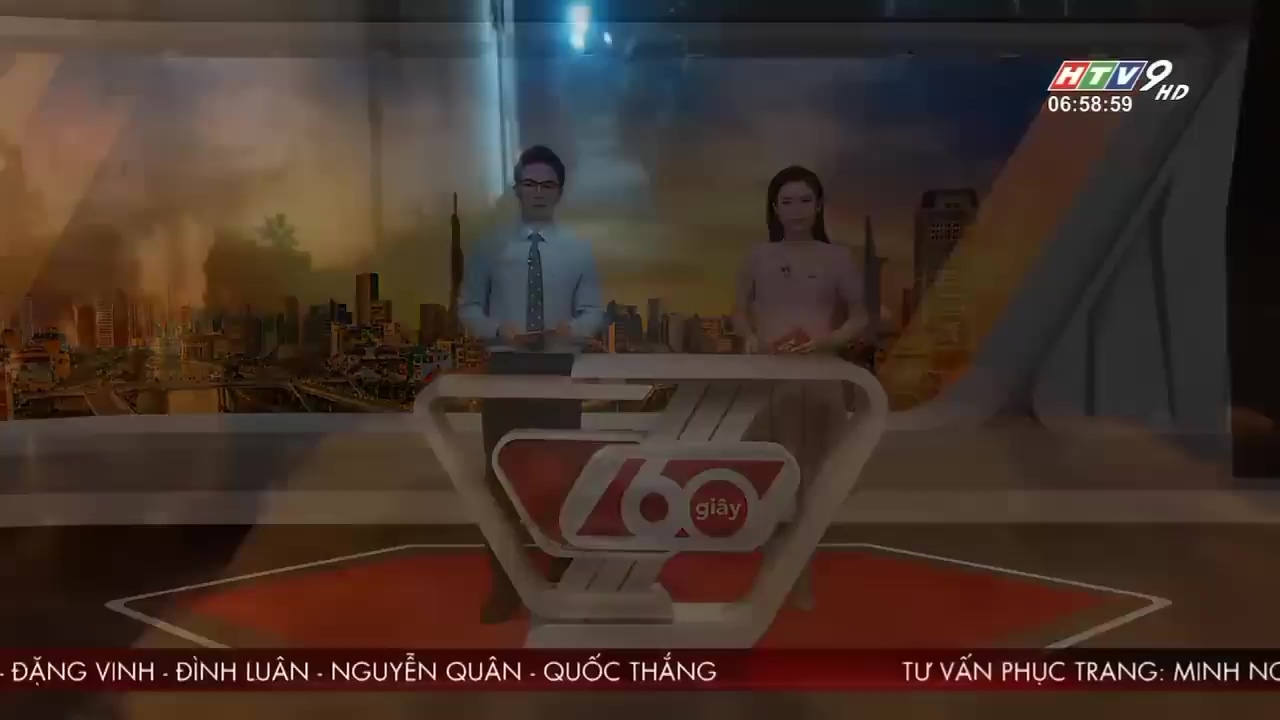 HTV9 HD
06:58:59
60 giây
- ĐẶNG VINH - ĐÌNH LUÂN - NGUYỄN QUÂN - QUỐC THẮNG
TƯ VẤN PHỤC TRANG: MINH